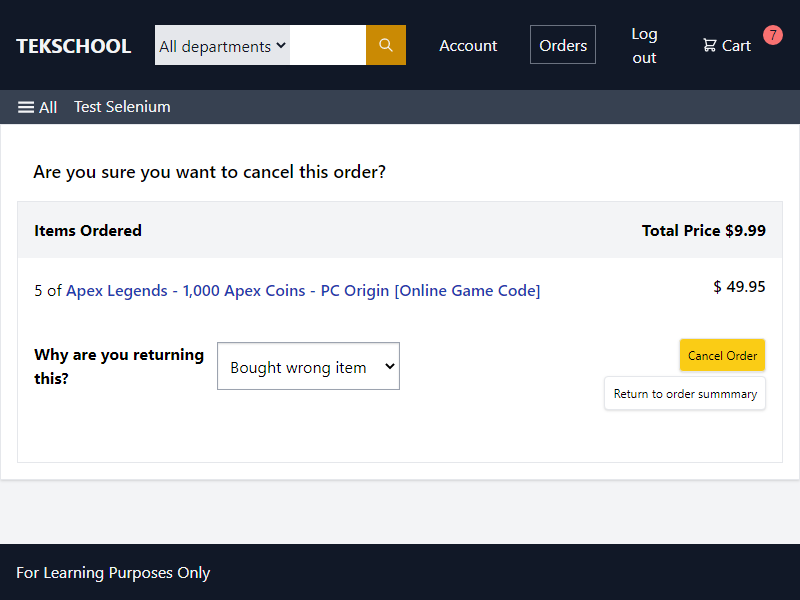 TEKSCHOOL
All departments
Account
Orders
Log out
Cart
7
All
Test Selenium
Are you sure you want to cancel this order?
Items Ordered
Total Price $9.99
5 of Apex Legends - 1,000 Apex Coins - PC Origin [Online Game Code]
$ 49.95
Why are you returning
this?
Bought wrong item
Cancel Order
Return to order summmary
For Learning Purposes Only